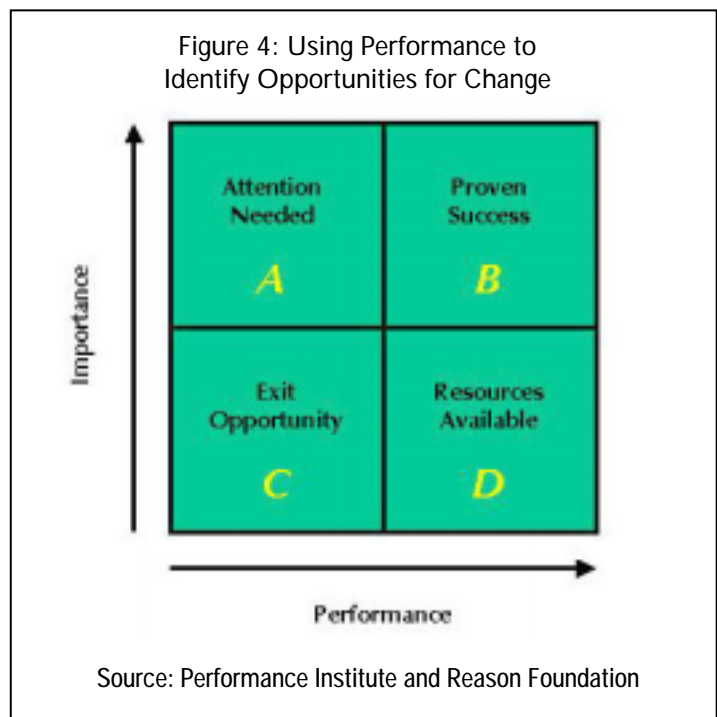 Figure 4: Using Performance to
Identify Opportunities for Change
Importance
Attention
Needed
A
Proven
Success
B
Exit
Opportunity
C
Resources
Available
D
Performance
Source: Performance Institute and Reason Foundation